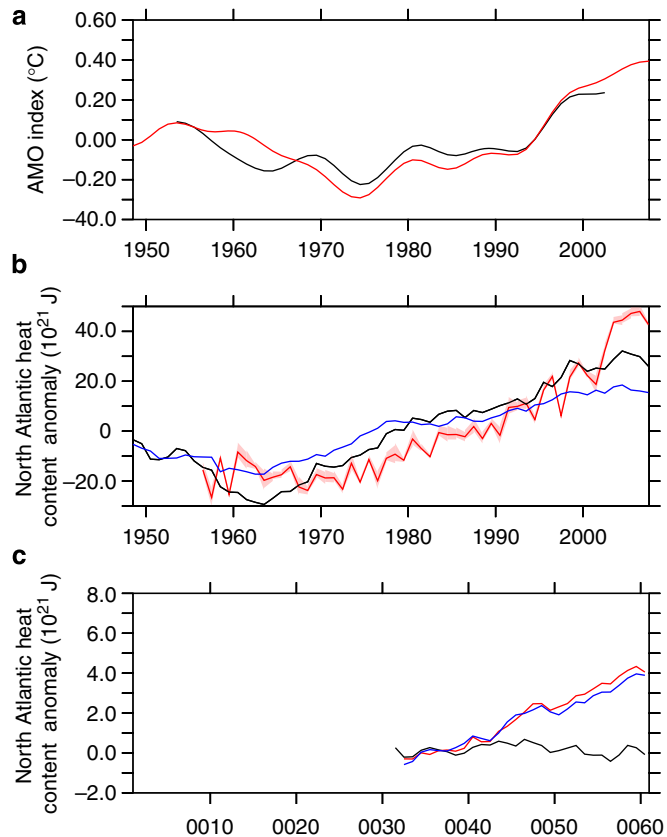 a
AMO index (°C)
0.60
0.40
0.20
0.00
−0.20
−40.0
1950 1960 1970 1980 1990 2000
b
North Atlantic heat
content anomaly (10²¹ J)
40.0
20.0
0
−20.0
1950 1960 1970 1980 1990 2000
c
North Atlantic heat
content anomaly (10²¹ J)
8.0
6.0
4.0
2.0
0.0
−2.0
0010 0020 0030 0040 0050 0060